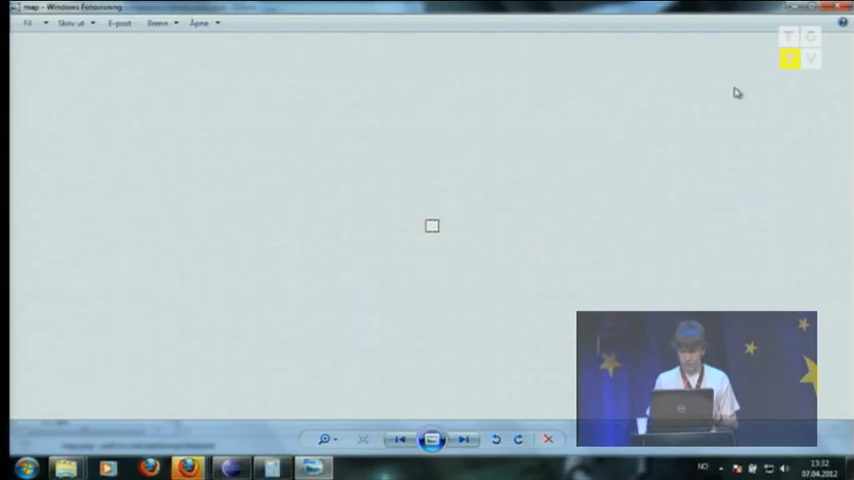 map - Windows Fotovisning
Fil Skriv ut E-post Brenn Åpne
T G
T V
NO
13:32
07.04.2012